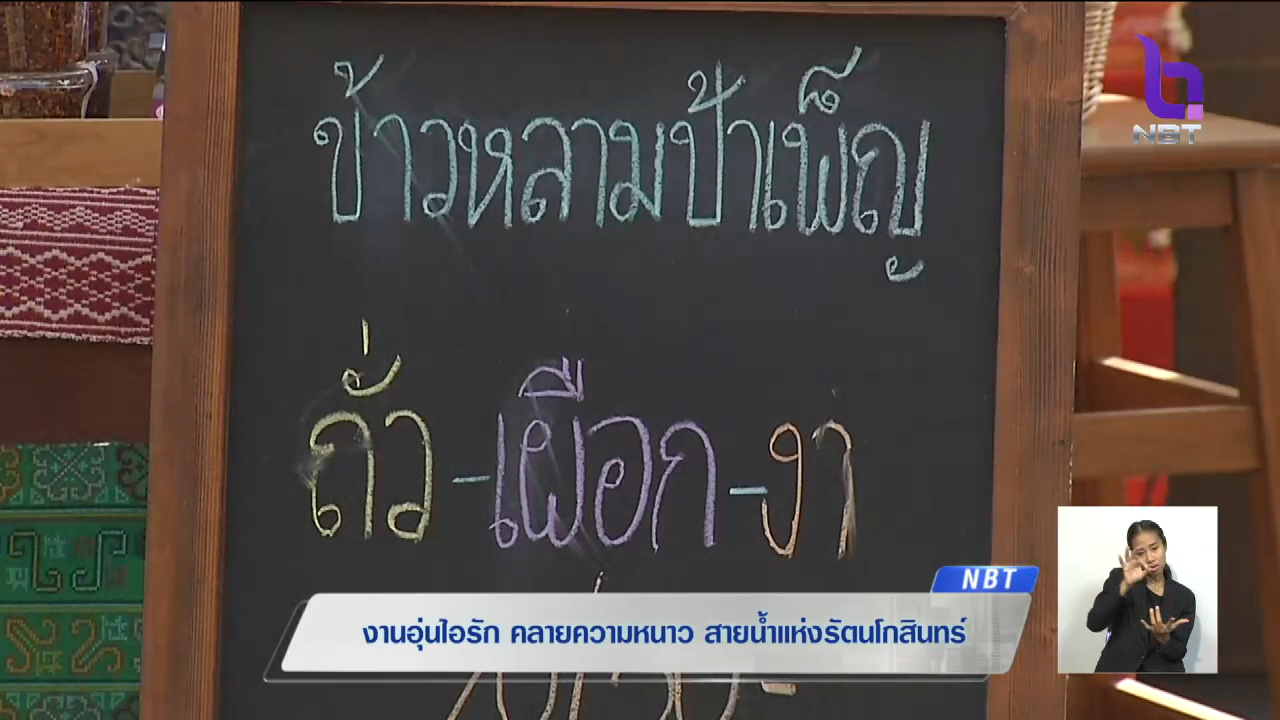 ข้าวหลามป้าเพ็ญ
ถั่ว-เผือก-งา
NBT
NBT
งานอุ่นไอรัก คลายความหนาว สายน้ำแห่งรัตนโกสินทร์